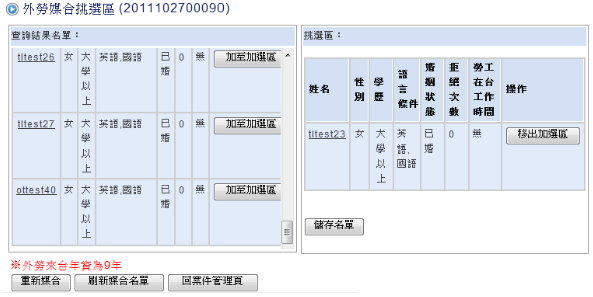 外勞媒合挑選區 (2011102700090)
查詢結果名單：
tltest26 女 大學以上 英語,國語 已婚 0 無 加至加選區
tltest27 女 大學以上 英語,國語 已婚 0 無 加至加選區
ottest40 女 大學以上 英語,國語 已婚 0 無 加至加選區
挑選區：
姓名 性別 學歷 語言條件 婚姻狀態 拒絕次數 勞工在台工作時間 操作
tltest23 女 大學以上 英語,國語 已婚 0 無 移出加選區
儲存名單
※外勞來台年資為9年
重新媒合 刷新媒合名單 回案件管理頁